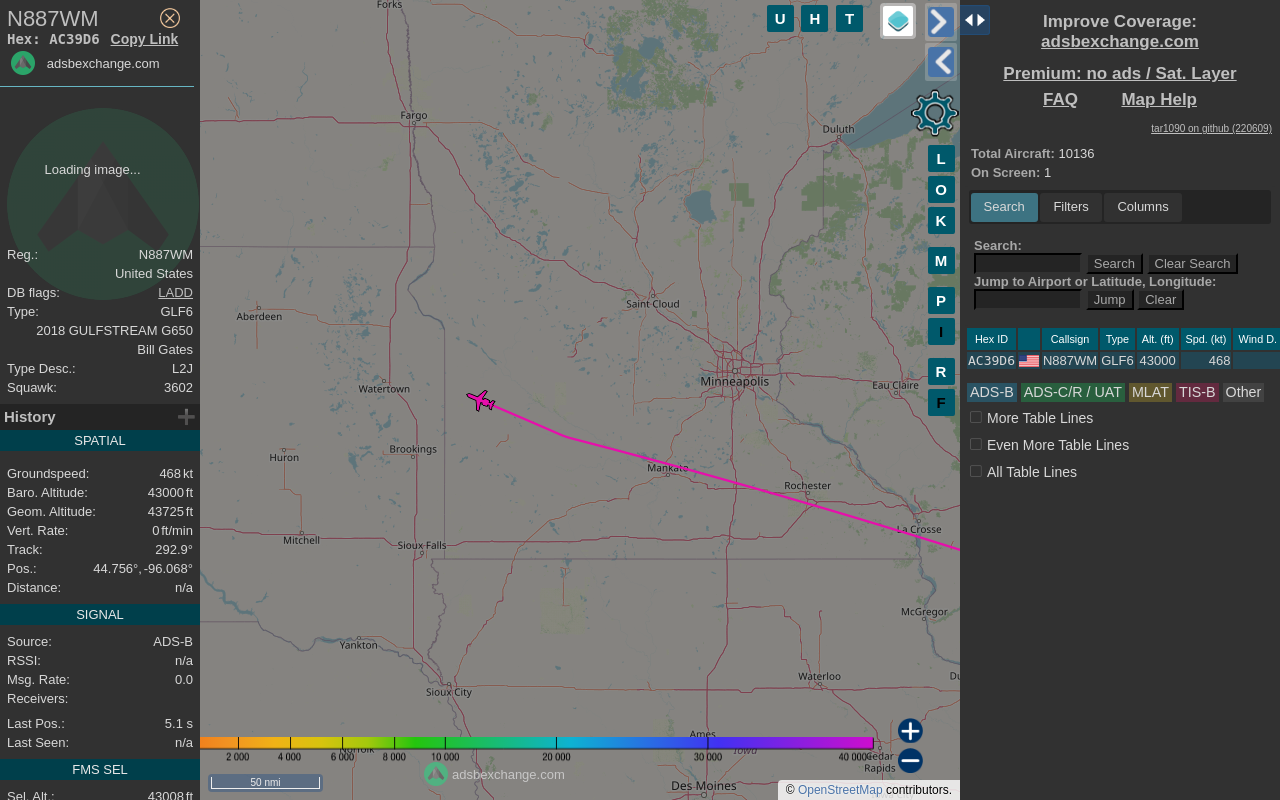 N887WM
Hex: AC39D6 Copy Link
adsbexchange.com
Loading image...
Reg.: N887WM
United States
DB flags: LADD
Type: GLF6
2018 GULFSTREAM G650
Bill Gates
Type Desc.: L2J
Squawk: 3602
History
SPATIAL
Groundspeed: 468 kt
Baro. Altitude: 43000 ft
Geom. Altitude: 43725 ft
Vert. Rate: 0 ft/min
Track: 292.9°
Pos.: 44.756°, -96.068°
Distance: n/a
SIGNAL
Source: ADS-B
RSSI: n/a
Msg. Rate: 0.0
Receivers:
Last Pos.: 5.1 s
Last Seen: n/a
FMS SEL
Sel. Alt.: 43008 ft
Forks
Fargo
Duluth
Saint Cloud
Aberdeen
Minneapolis
Watertown
Eau Claire
Brookings
Huron
Mankato
Rochester
La Crosse
Mitchell
Sioux Falls
McGregor
Yankton
Waterloo
Du
Sioux City
Ames
Iowa
Norfolk
Cedar
Rapids
Des Moines
2 000 4 000 6 000 8 000 10 000 20 000 30 000 40 000+
50 nmi
adsbexchange.com
© OpenStreetMap contributors.
U H T
L
O
K
M
P
I
R
F
Improve Coverage:
adsbexchange.com
Premium: no ads / Sat. Layer
FAQ Map Help
tar1090 on github (220609)
Total Aircraft: 10136
On Screen: 1
Search Filters Columns
Search:
Search Clear Search
Jump to Airport or Latitude, Longitude:
Jump Clear
Hex ID Callsign Type Alt. (ft) Spd. (kt) Wind D.
AC39D6 N887WM GLF6 43000 468
ADS-B ADS-C/R / UAT MLAT TIS-B Other
More Table Lines
Even More Table Lines
All Table Lines